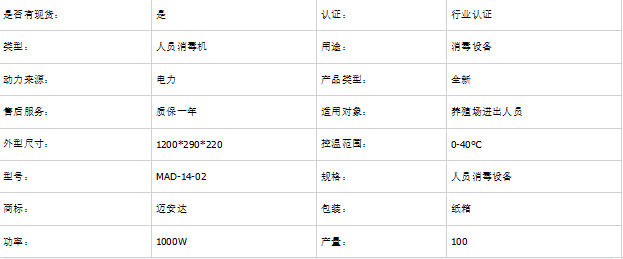 是否有现货： 是 认证： 行业认证
类型： 人员消毒机 用途： 消毒设备
动力来源： 电力 产品类型： 全新
售后服务： 质保一年 适用对象： 养殖场进出人员
外型尺寸： 1200*290*220 控温范围： 0-40°C
型号： MAD-14-02 规格： 人员消毒设备
商标： 迈安达 包装： 纸箱
功率： 1000W 产量： 100